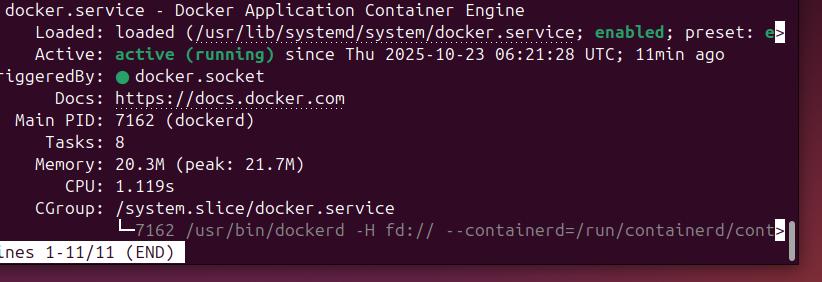 docker.service - Docker Application Container Engine
Loaded: loaded (/usr/lib/systemd/system/docker.service; enabled; preset: e>
Active: active (running) since Thu 2025-10-23 06:21:28 UTC; 11min ago
riggeredBy: ● docker.socket
Docs: https://docs.docker.com
Main PID: 7162 (dockerd)
Tasks: 8
Memory: 20.3M (peak: 21.7M)
CPU: 1.119s
CGroup: /system.slice/docker.service
└─7162 /usr/bin/dockerd -H fd:// --containerd=/run/containerd/cont>
ines 1-11/11 (END)